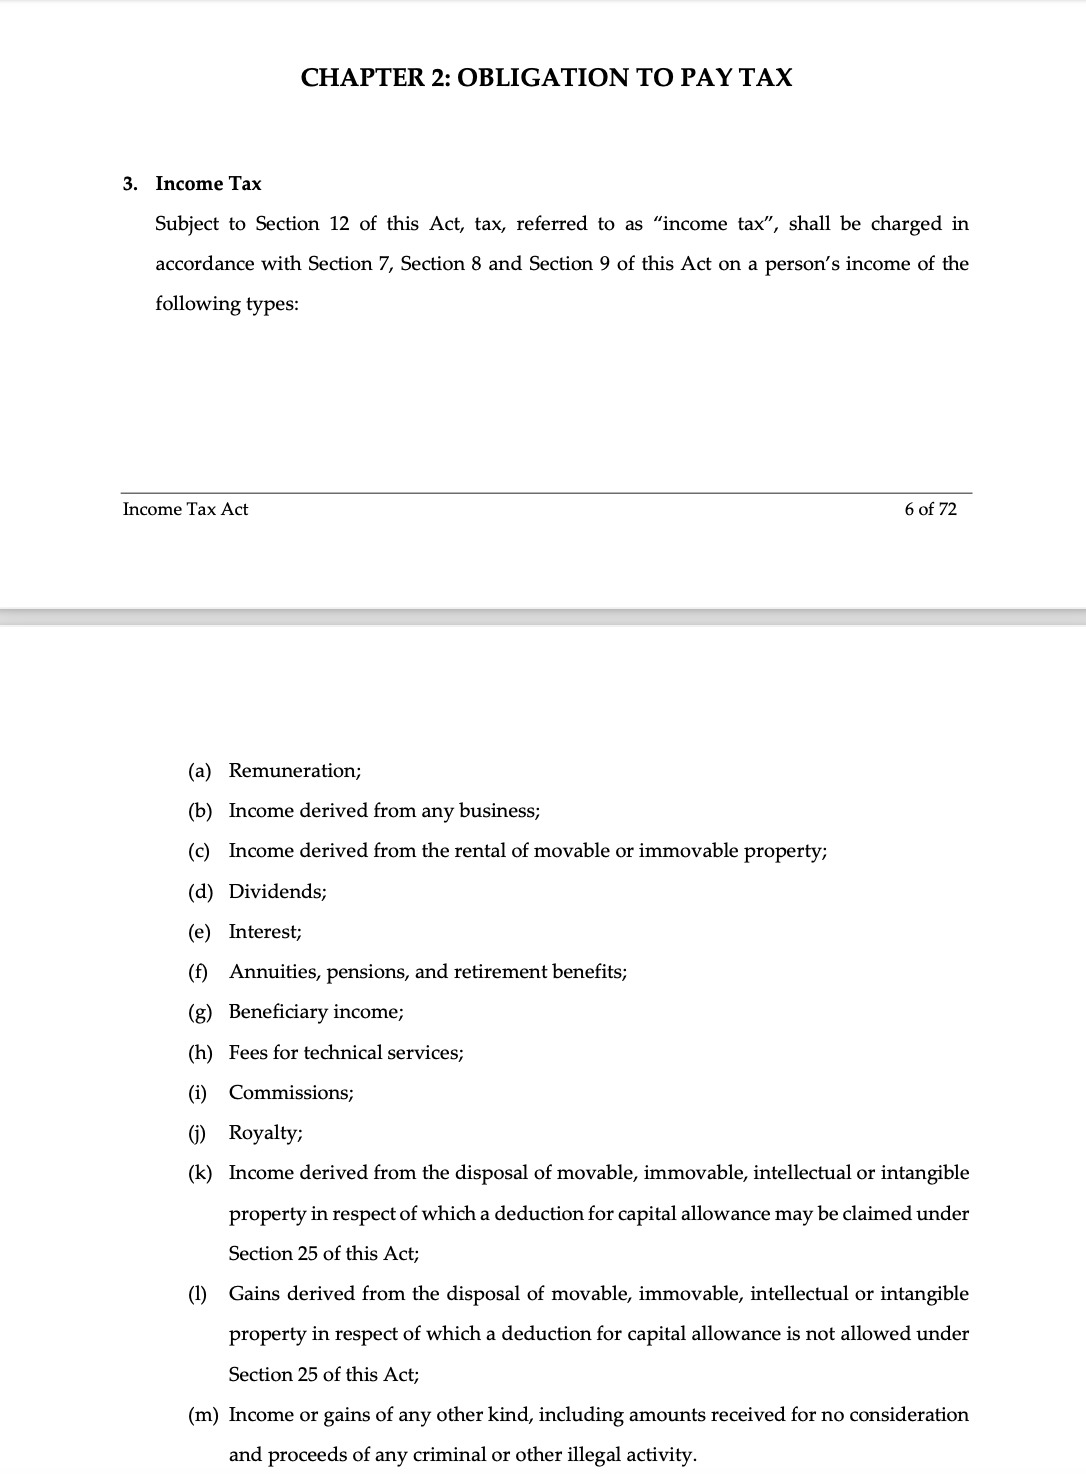 CHAPTER 2: OBLIGATION TO PAY TAX
3. Income Tax
Subject to Section 12 of this Act, tax, referred to as “income tax”, shall be charged in
accordance with Section 7, Section 8 and Section 9 of this Act on a person’s income of the
following types:
Income Tax Act 6 of 72
(a) Remuneration;
(b) Income derived from any business;
(c) Income derived from the rental of movable or immovable property;
(d) Dividends;
(e) Interest;
(f) Annuities, pensions, and retirement benefits;
(g) Beneficiary income;
(h) Fees for technical services;
(i) Commissions;
(j) Royalty;
(k) Income derived from the disposal of movable, immovable, intellectual or intangible
property in respect of which a deduction for capital allowance may be claimed under
Section 25 of this Act;
(l) Gains derived from the disposal of movable, immovable, intellectual or intangible
property in respect of which a deduction for capital allowance is not allowed under
Section 25 of this Act;
(m) Income or gains of any other kind, including amounts received for no consideration
and proceeds of any criminal or other illegal activity.